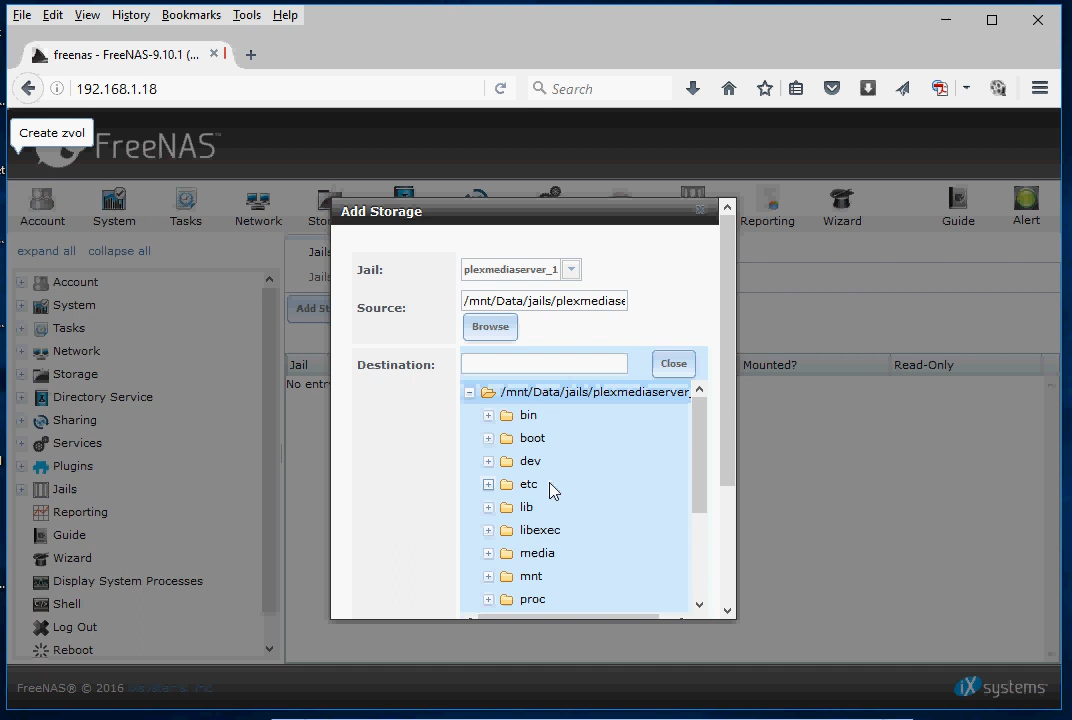 File Edit View History Bookmarks Tools Help
freenas - FreeNAS-9.10.1 (...
192.168.1.18
Search
Create zvol
FreeNAS™
Account System Tasks Network Sto Reporting Wizard Guide Alert
expand all collapse all
Account
System
Tasks
Network
Storage
Directory Service
Sharing
Services
Plugins
Jails
Reporting
Guide
Wizard
Display System Processes
Shell
Log Out
Reboot
Jails
Jails
Add St
Jail Mounted? Read-Only
No entr
Add Storage
Jail: plexmediaserver_1
Source: /mnt/Data/jails/plexmediase
Browse
Destination: Close
/mnt/Data/jails/plexmediaserver_
bin
boot
dev
etc
lib
libexec
media
mnt
proc
FreeNAS® © 2016
iXsystems